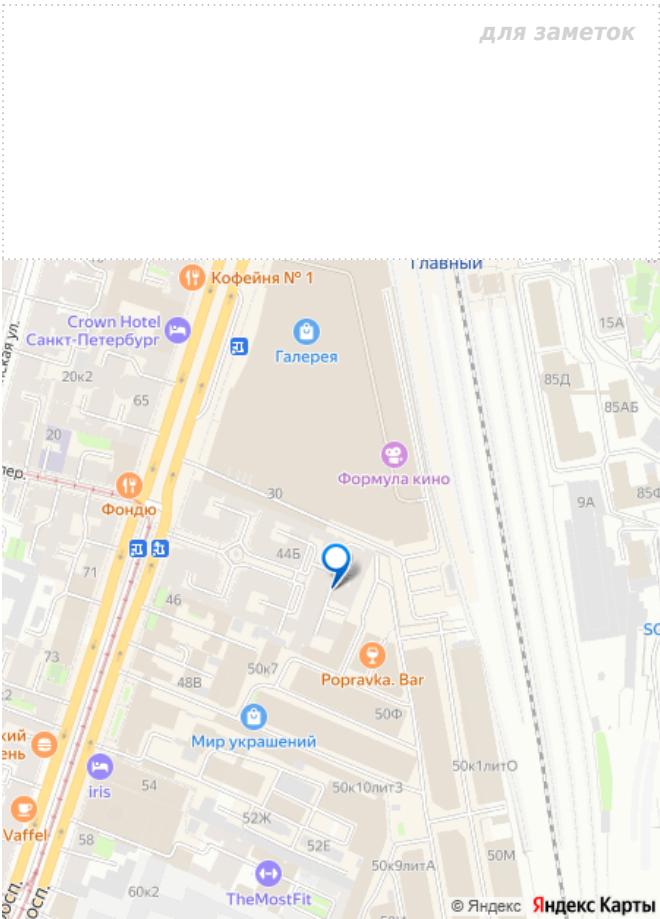 для заметок
Главный
Кофейня № 1
Crown Hotel
Санкт-Петербург
15А
Галерея
20к2
85Д
65
85АБ
20
пер.
Формула кино
30
9А
Фондю
44Б
71
46
73
50к7
Popravka. Bar
48В
50Ф
Мир украшений
50к10литЗ
50к1литО
iris
54
52Ж
Vaffel
58
52Е
50М
50к9литА
60к2
TheMostFit
© Яндекс Яндекс Карты